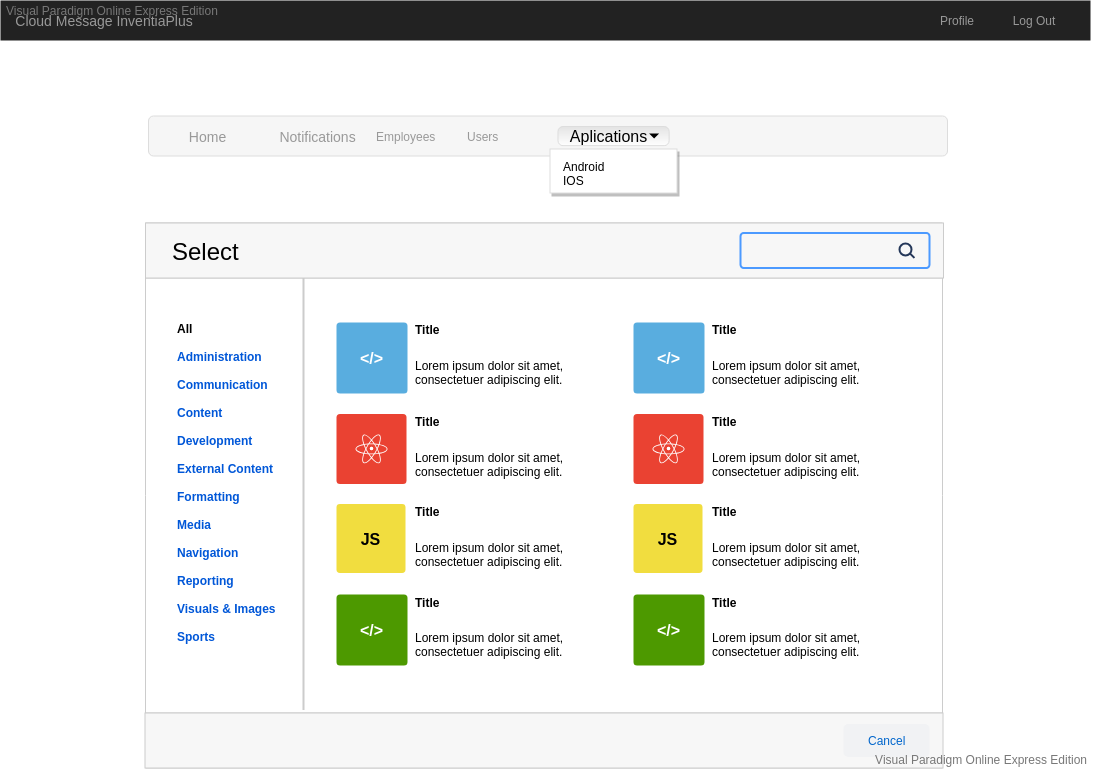 Visual Paradigm Online Express Edition
Cloud Message InventiaPlus
Profile
Log Out
Home
Notifications
Employees
Users
Aplications
Android
IOS
Select
All
Administration
Communication
Content
Development
External Content
Formatting
Media
Navigation
Reporting
Visuals & Images
Sports
</>
Title
Lorem ipsum dolor sit amet,
consectetuer adipiscing elit.
</>
Title
Lorem ipsum dolor sit amet,
consectetuer adipiscing elit.
Title
Lorem ipsum dolor sit amet,
consectetuer adipiscing elit.
Title
Lorem ipsum dolor sit amet,
consectetuer adipiscing elit.
JS
Title
Lorem ipsum dolor sit amet,
consectetuer adipiscing elit.
JS
Title
Lorem ipsum dolor sit amet,
consectetuer adipiscing elit.
</>
Title
Lorem ipsum dolor sit amet,
consectetuer adipiscing elit.
</>
Title
Lorem ipsum dolor sit amet,
consectetuer adipiscing elit.
Cancel
Visual Paradigm Online Express Edition